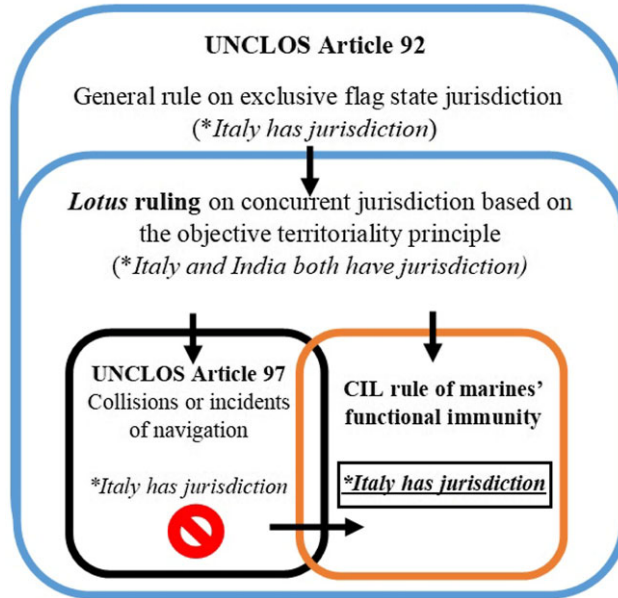 UNCLOS Article 92
General rule on exclusive flag state jurisdiction
(*Italy has jurisdiction)
Lotus ruling on concurrent jurisdiction based on
the objective territoriality principle
(*Italy and India both have jurisdiction)
UNCLOS Article 97
Collisions or incidents
of navigation
*Italy has jurisdiction
CIL rule of marines’
functional immunity
*Italy has jurisdiction